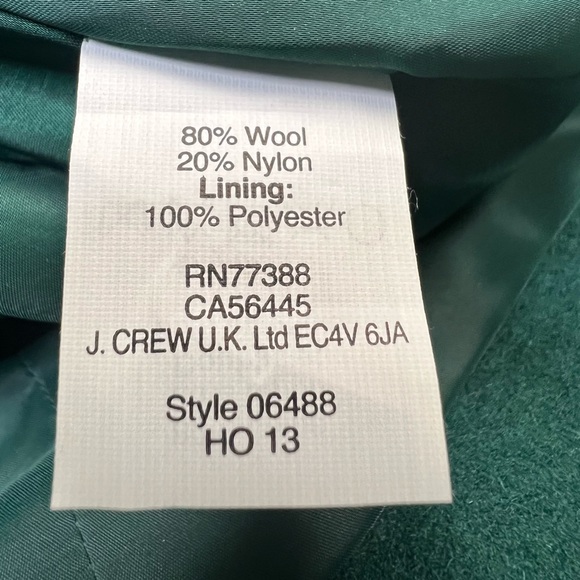 80% Wool
20% Nylon
Lining:
100% Polyester
RN77388
CA56445
J. CREW U.K. Ltd EC4V 6JA
Style 06488
HO 13